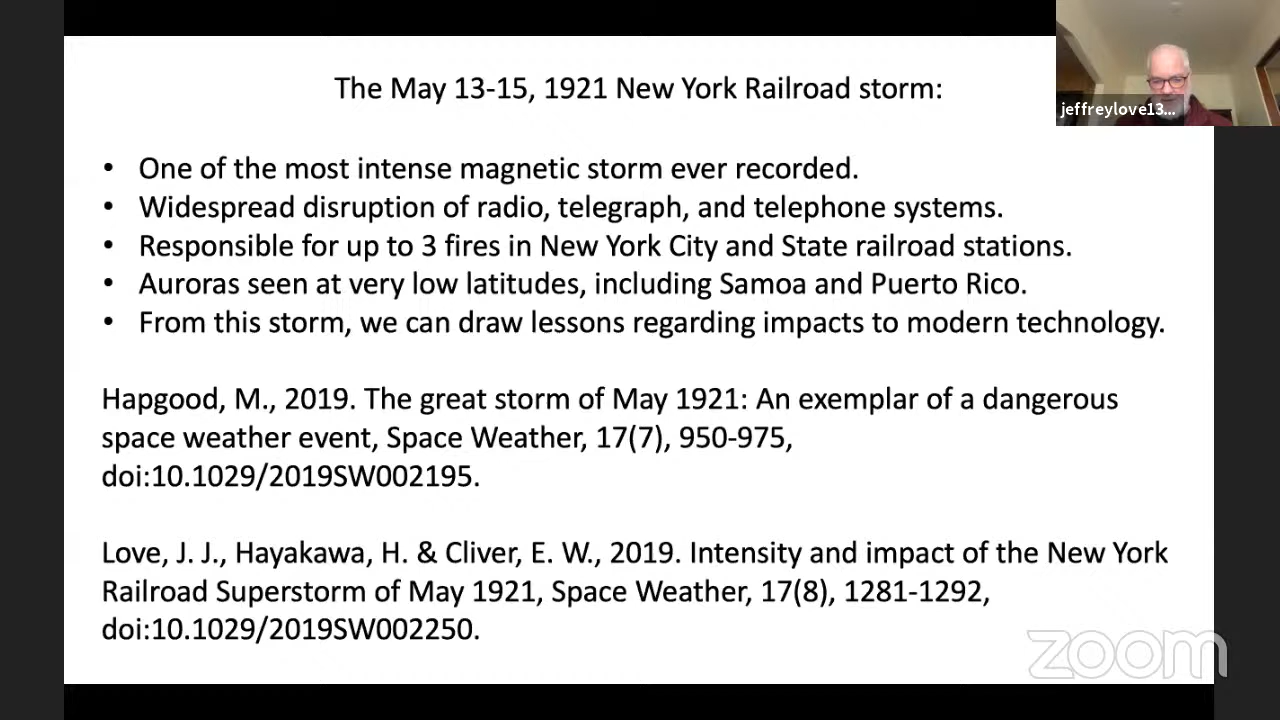 The May 13-15, 1921 New York Railroad storm:
jeffreylove13...
• One of the most intense magnetic storm ever recorded.
• Widespread disruption of radio, telegraph, and telephone systems.
• Responsible for up to 3 fires in New York City and State railroad stations.
• Auroras seen at very low latitudes, including Samoa and Puerto Rico.
• From this storm, we can draw lessons regarding impacts to modern technology.
Hapgood, M., 2019. The great storm of May 1921: An exemplar of a dangerous
space weather event, Space Weather, 17(7), 950-975,
doi:10.1029/2019SW002195.
Love, J. J., Hayakawa, H. & Cliver, E. W., 2019. Intensity and impact of the New York
Railroad Superstorm of May 1921, Space Weather, 17(8), 1281-1292,
doi:10.1029/2019SW002250.
zoom